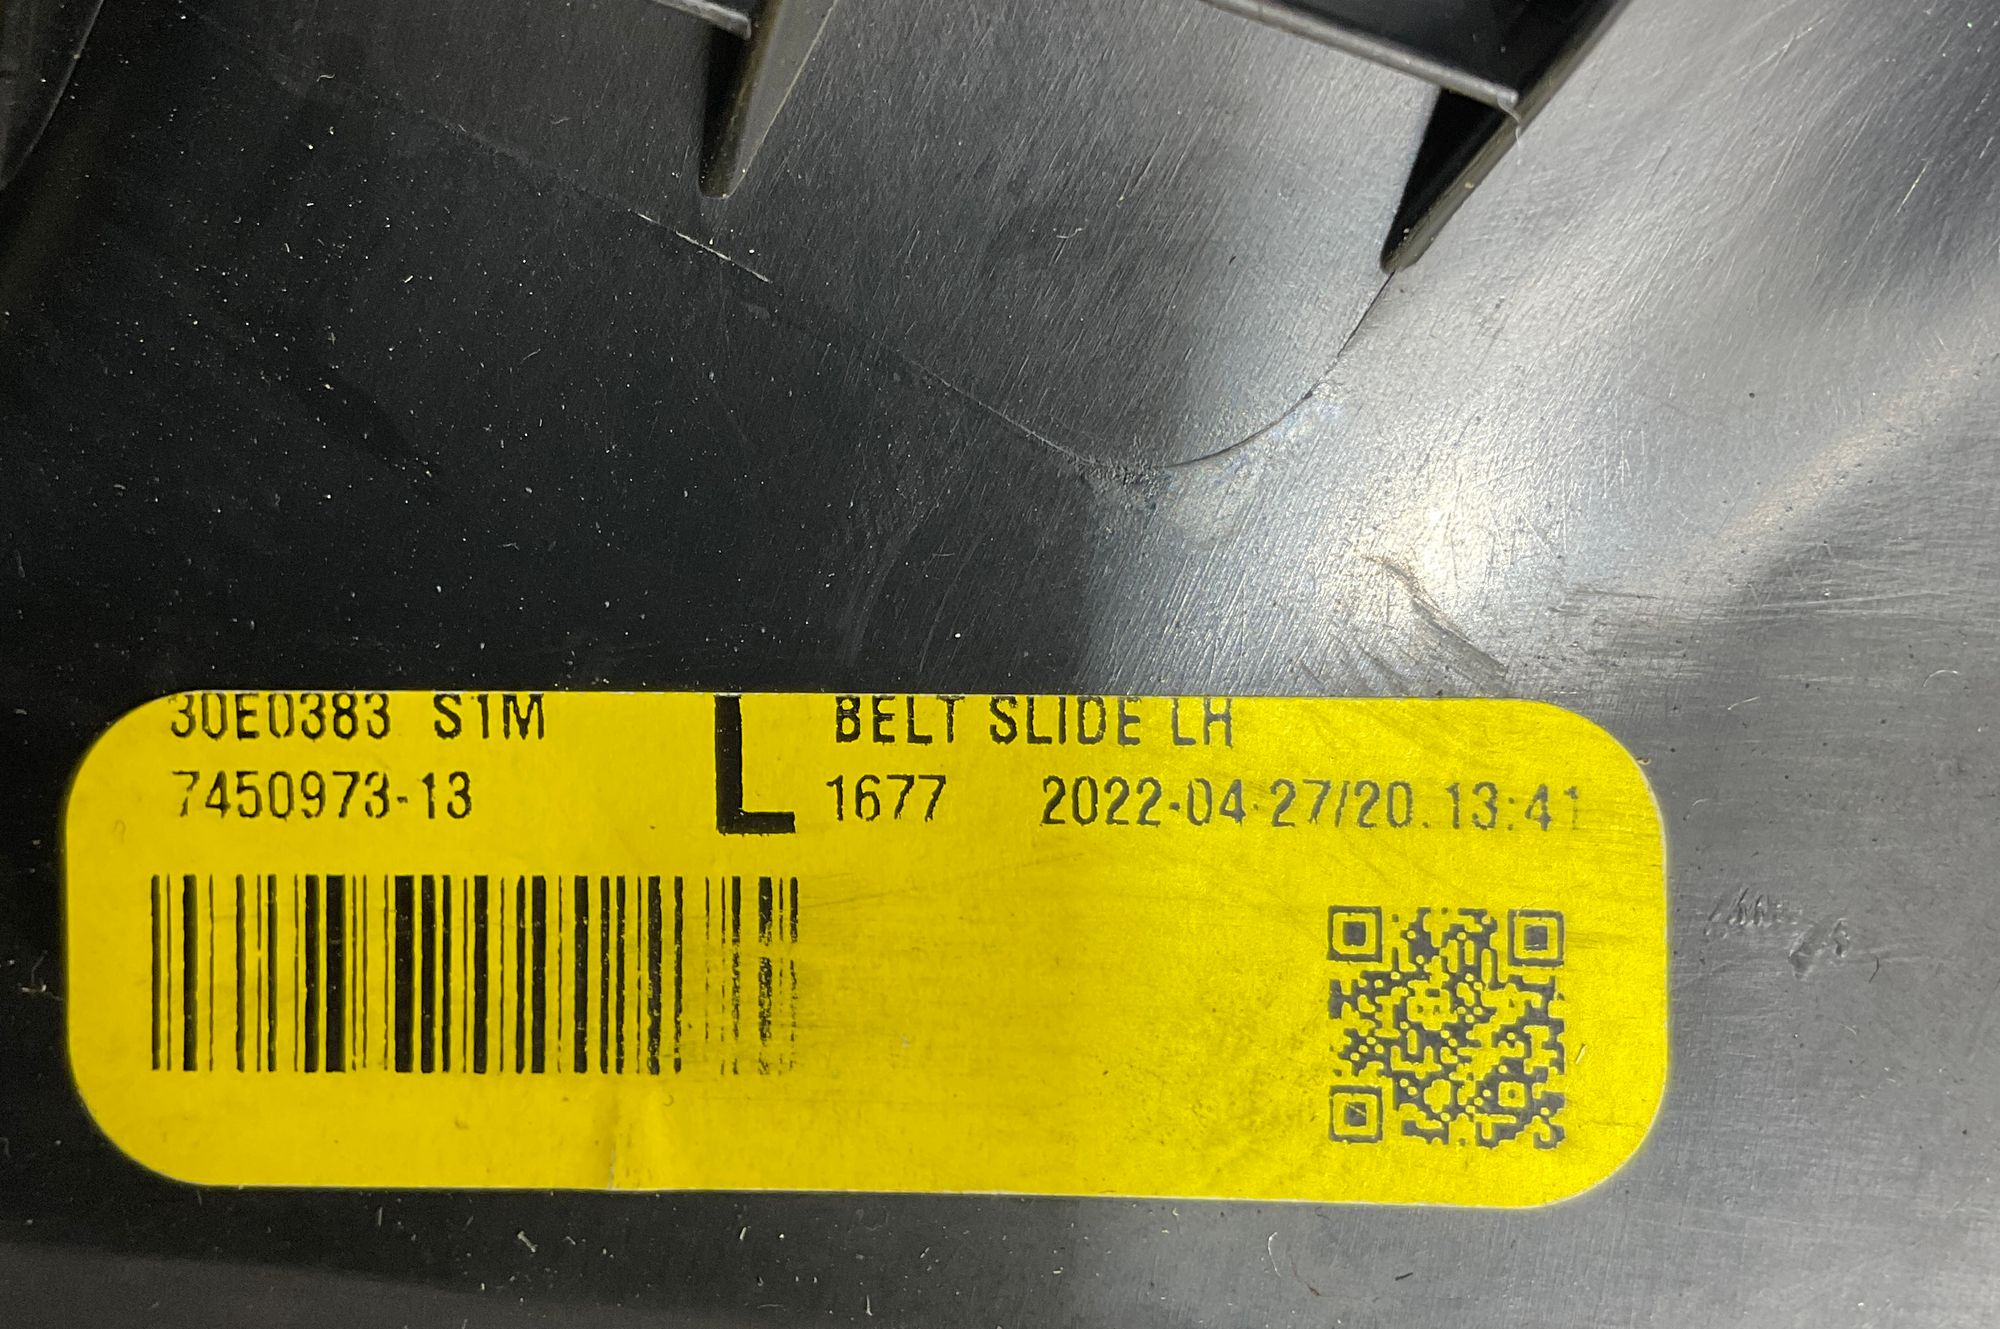 30E0383 S1M L BELT SLIDE LH
7450973-13 1677 2022-04-27/20:13:41